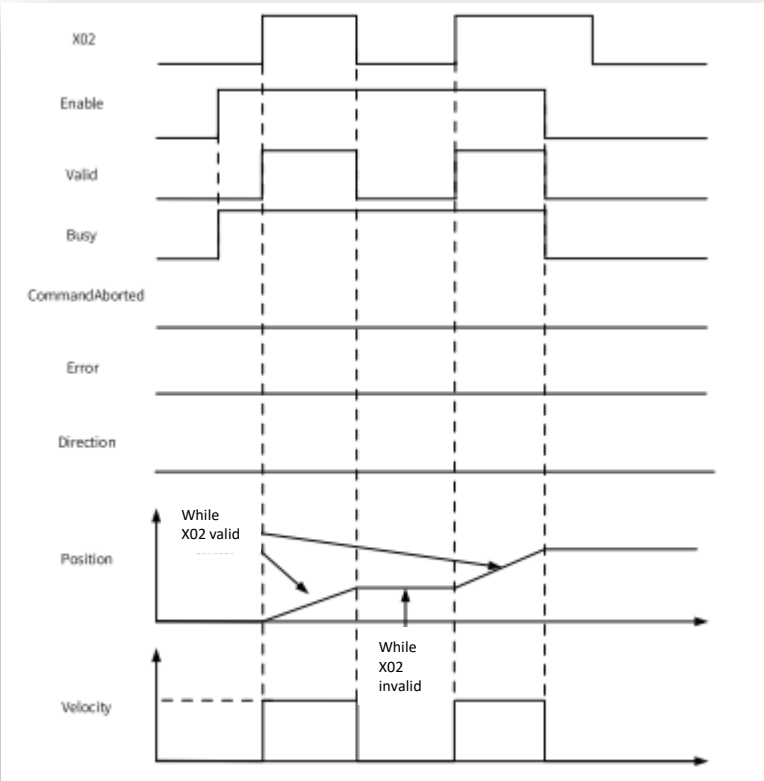 X02
Enable
Valid
Busy
CommandAborted
Error
Direction
While
X02 valid
Position
While
X02
invalid
Velocity